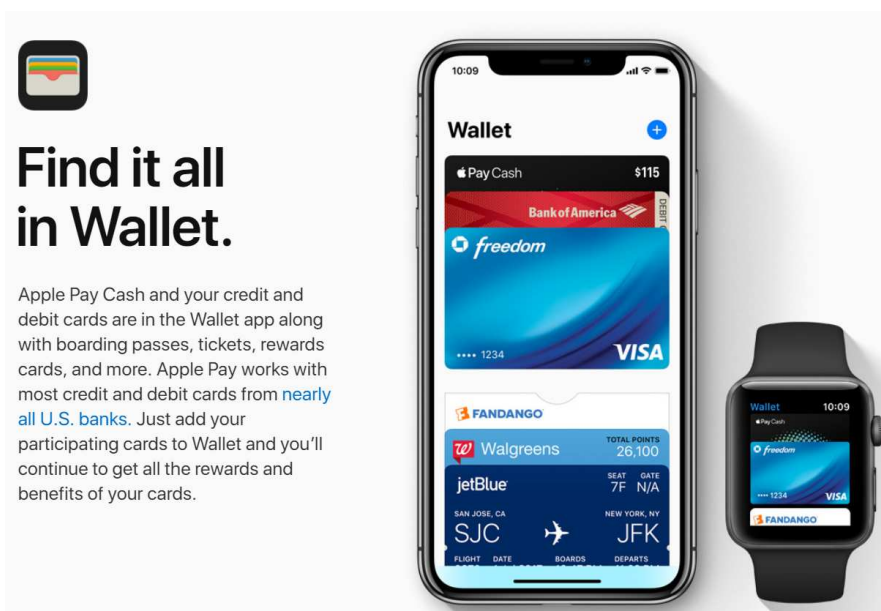 Find it all
in Wallet.
Apple Pay Cash and your credit and
debit cards are in the Wallet app along
with boarding passes, tickets, rewards
cards, and more. Apple Pay works with
most credit and debit cards from nearly
all U.S. banks. Just add your
participating cards to Wallet and you’ll
continue to get all the rewards and
benefits of your cards.
10:09
Wallet
Pay Cash $115
Bank of America
DEBIT
freedom
•••• 1234 VISA
FANDANGO
Walgreens TOTAL POINTS
26,100
jetBlue SEAT GATE
7F N/A
SAN JOSE, CA NEW YORK, NY
SJC JFK
FLIGHT DATE BOARDS DEPARTS
Wallet 10:09
Pay Cash
freedom
•••• 1234 VISA
FANDANGO